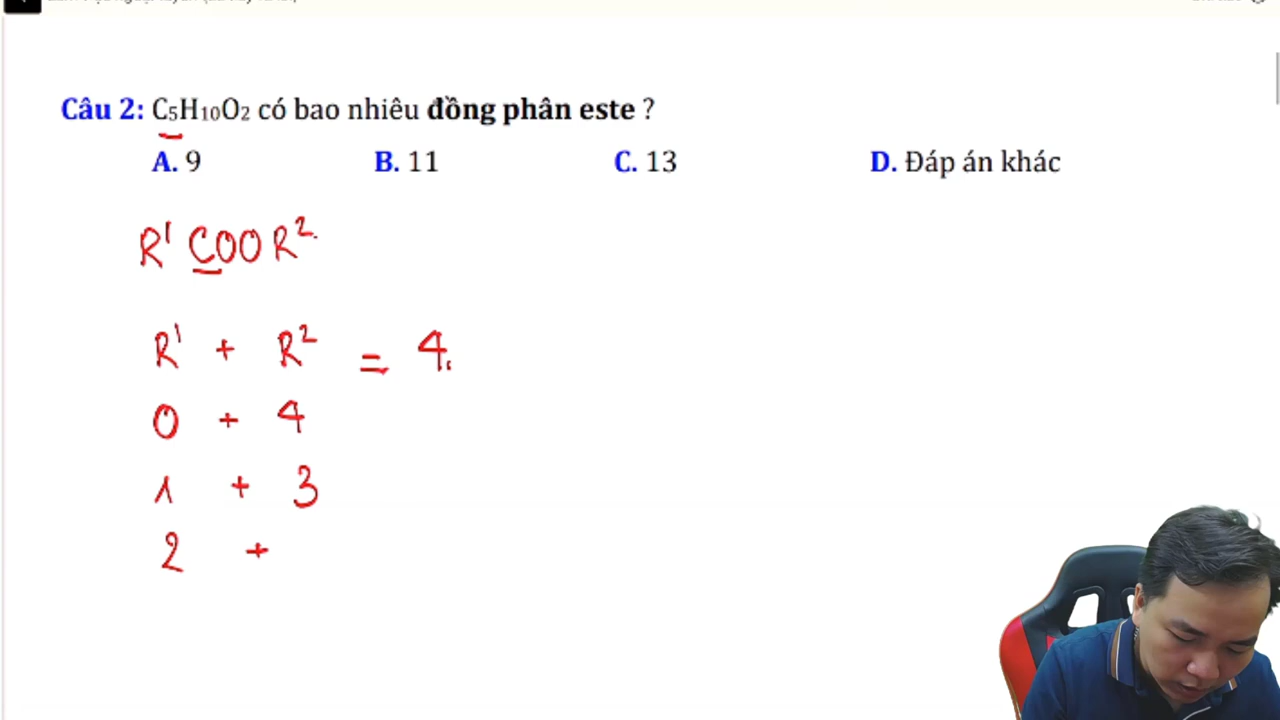 Câu 2: C₅H₁₀O₂ có bao nhiêu đồng phân este ?
A. 9 B. 11 C. 13 D. Đáp án khác
R¹COOR²
R¹ + R² = 4.
0 + 4
1 + 3
2 +